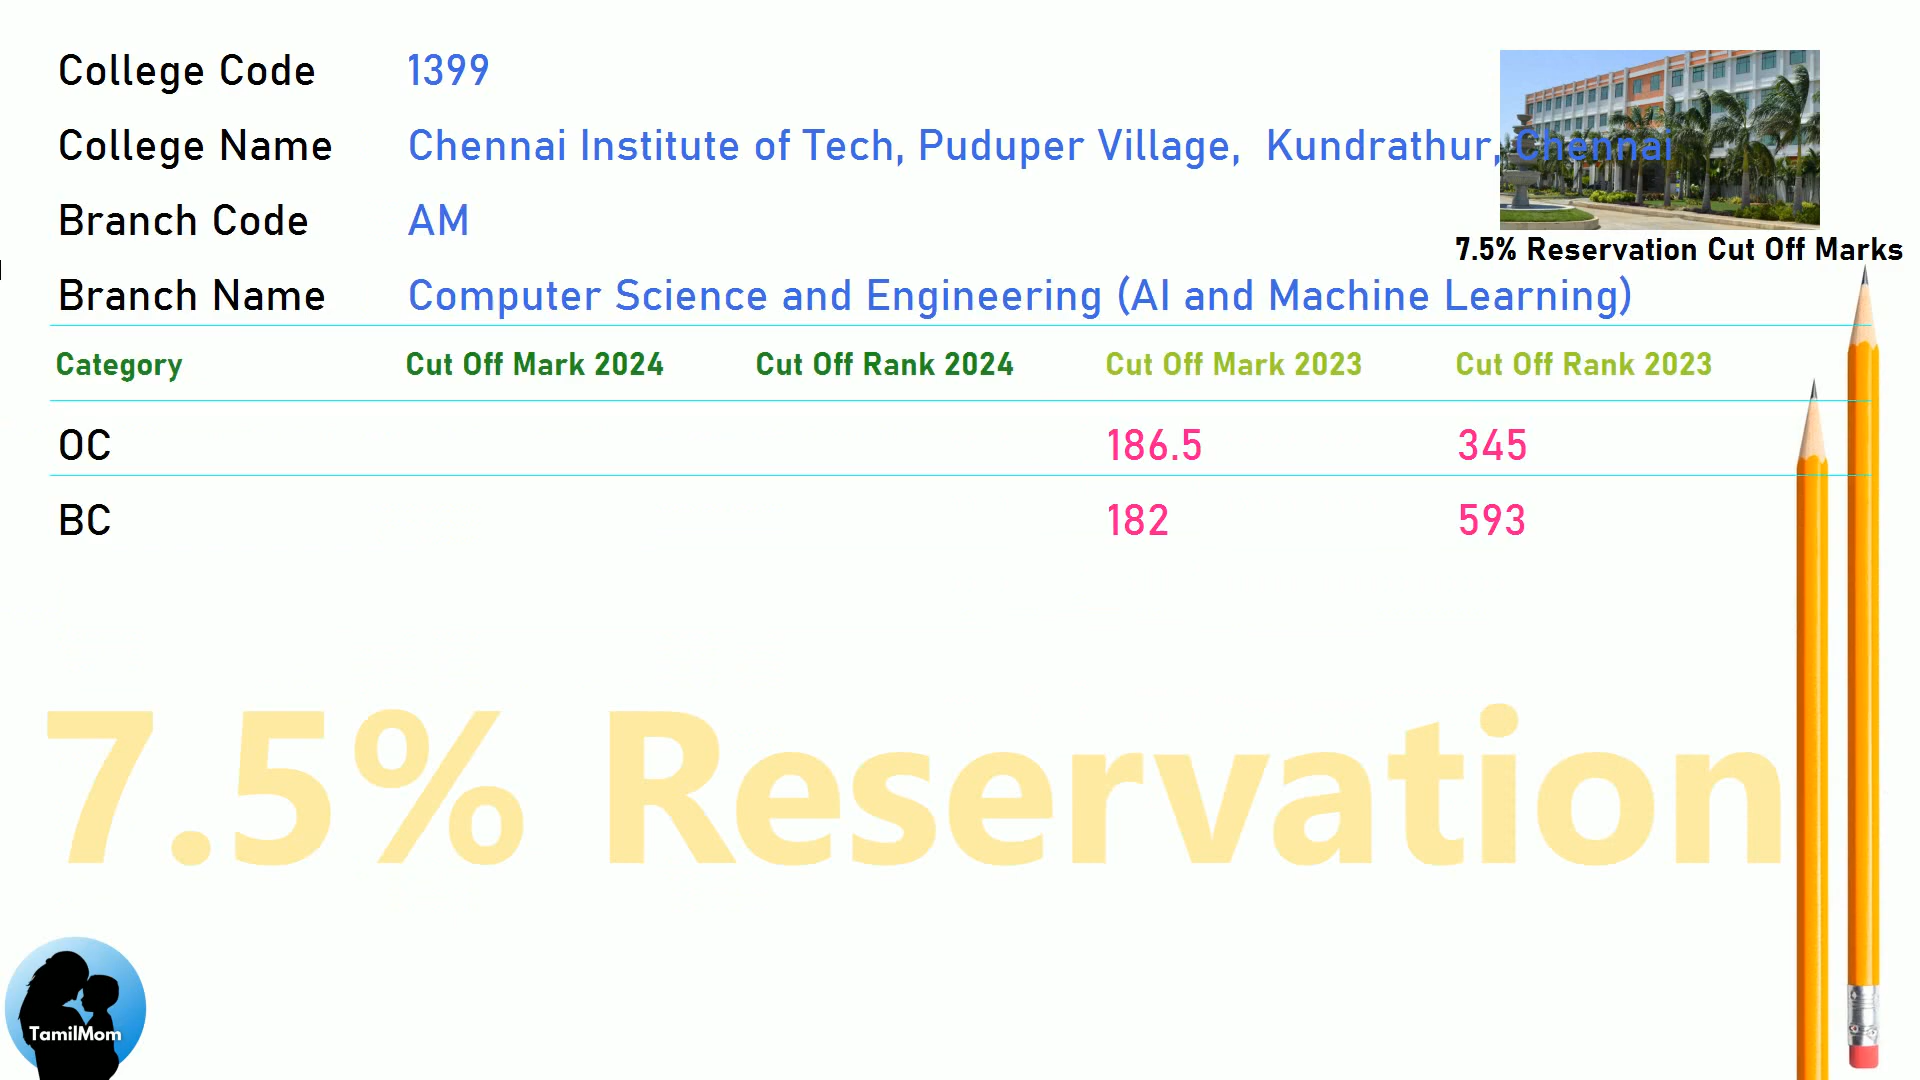 College Code 1399
College Name Chennai Institute of Tech, Puduper Village, Kundrathur, Chennai
Branch Code AM
7.5% Reservation Cut Off Marks
Branch Name Computer Science and Engineering (AI and Machine Learning)
Category Cut Off Mark 2024 Cut Off Rank 2024 Cut Off Mark 2023 Cut Off Rank 2023
OC 186.5 345
BC 182 593
7.5% Reservation
TamilMom